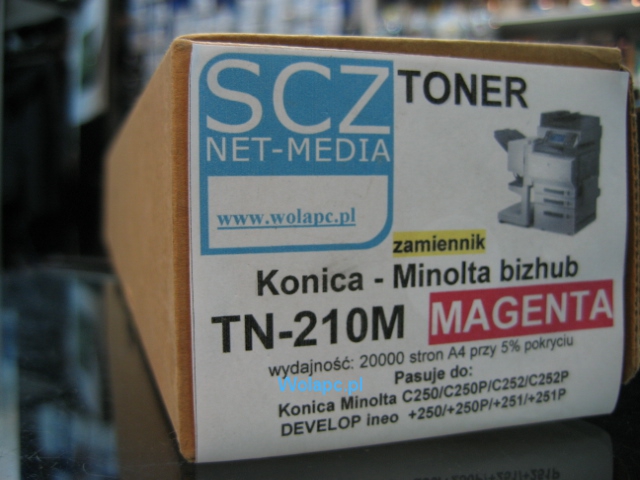 SCZ
NET-MEDIA
www.wolapc.pl
TONER
zamiennik
Konica - Minolta bizhub
TN-210M MAGENTA
wydajność: 20000 stron A4 przy 5% pokryciu
Wolapc.pl
Pasuje do:
Konica Minolta C250/C250P/C252/C252P
DEVELOP ineo +250/+250P/+251/+251P